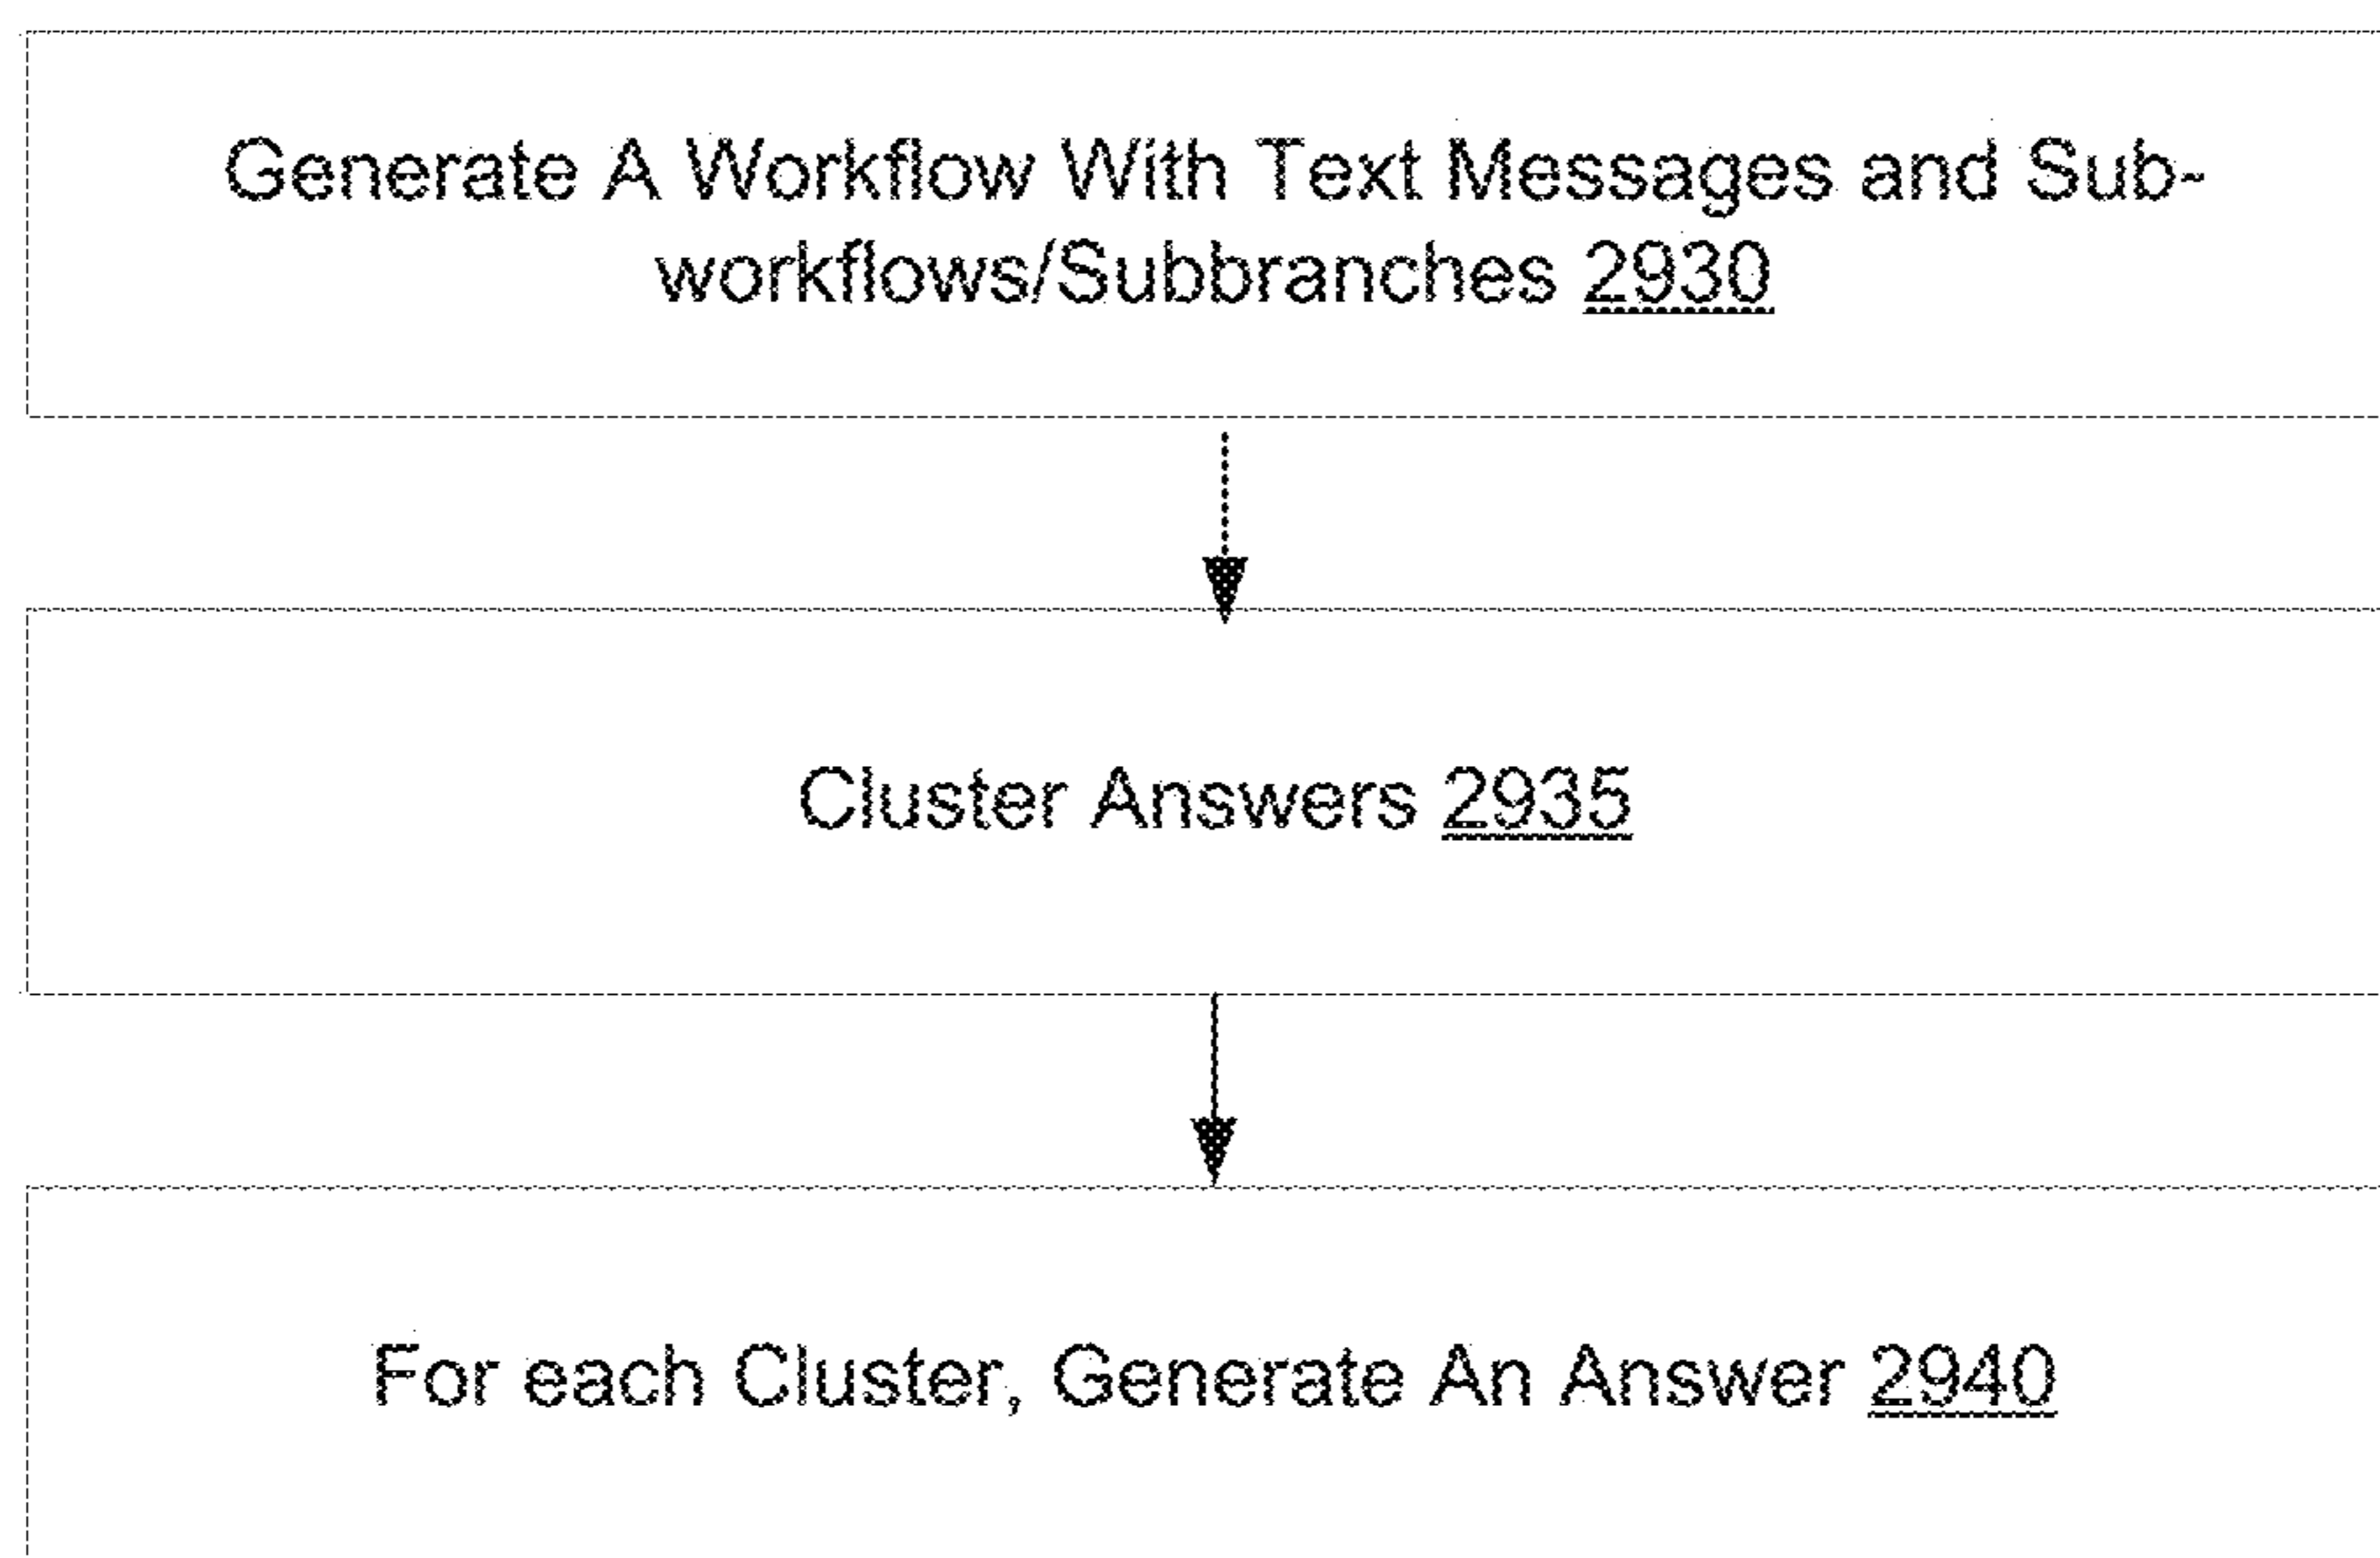 Generate A Workflow With Text Messages and Sub-
workflows/Subbranches 2930
Cluster Answers 2935
For each Cluster, Generate An Answer 2940